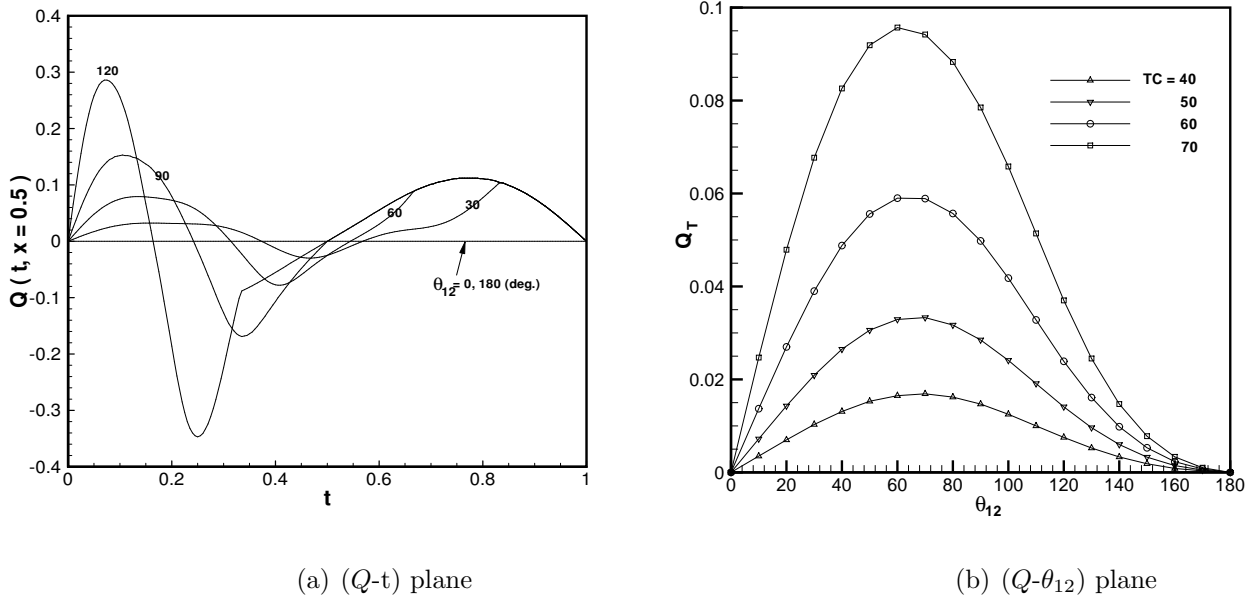 0.4
0.3
0.2
0.1
0
-0.1
-0.2
-0.3
-0.4
Q ( t, x = 0.5 )
120
90
60
30
θ12 = 0, 180 (deg.)
0 0.2 0.4 0.6 0.8 1
t
(a) (Q-t) plane
0.1
0.08
0.06
0.04
0.02
0
QT
TC = 40
50
60
70
0 20 40 60 80 100 120 140 160 180
θ12
(b) (Q-θ12) plane